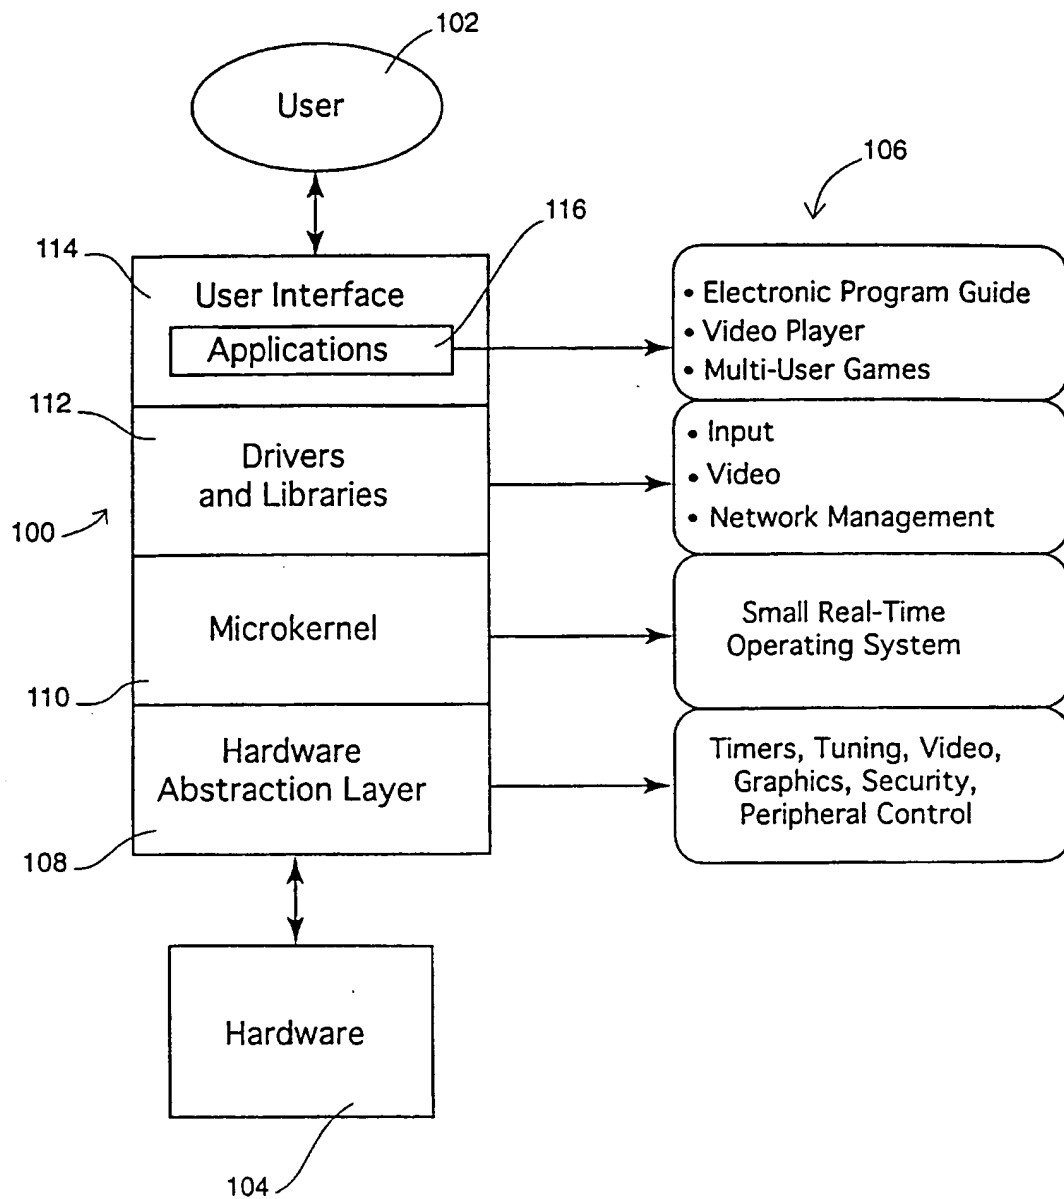 102
User
106
116
114
User Interface
Applications
• Electronic Program Guide
• Video Player
• Multi-User Games
112
Drivers
and Libraries
• Input
• Video
• Network Management
100
Microkernel
Small Real-Time
Operating System
110
Hardware
Abstraction Layer
Timers, Tuning, Video,
Graphics, Security,
Peripheral Control
108
Hardware
104